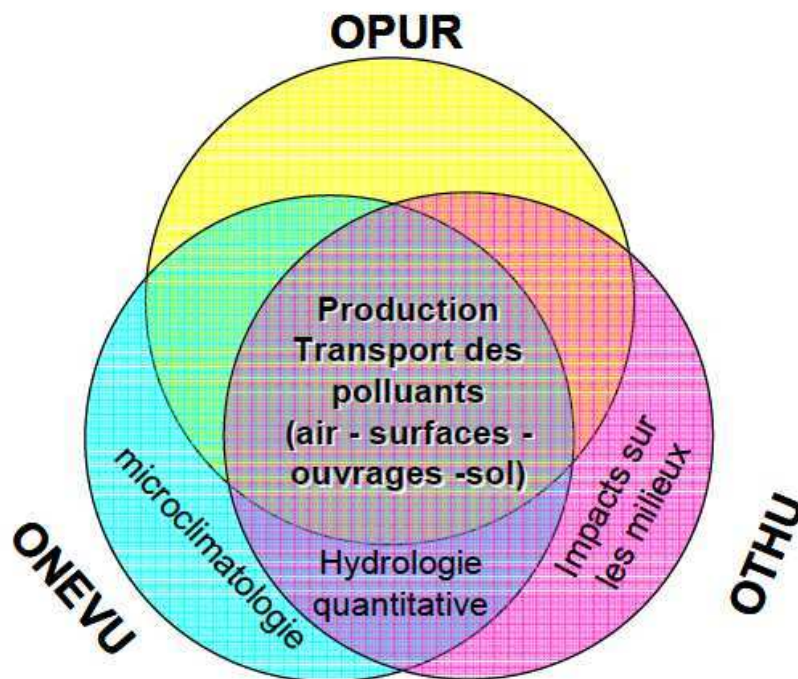 OPUR
Production
Transport des
polluants
(air - surfaces -
ouvrages -sol)
microclimatologie
Hydrologie
quantitative
Impacts sur
les milieux
ONEVU
OTHU